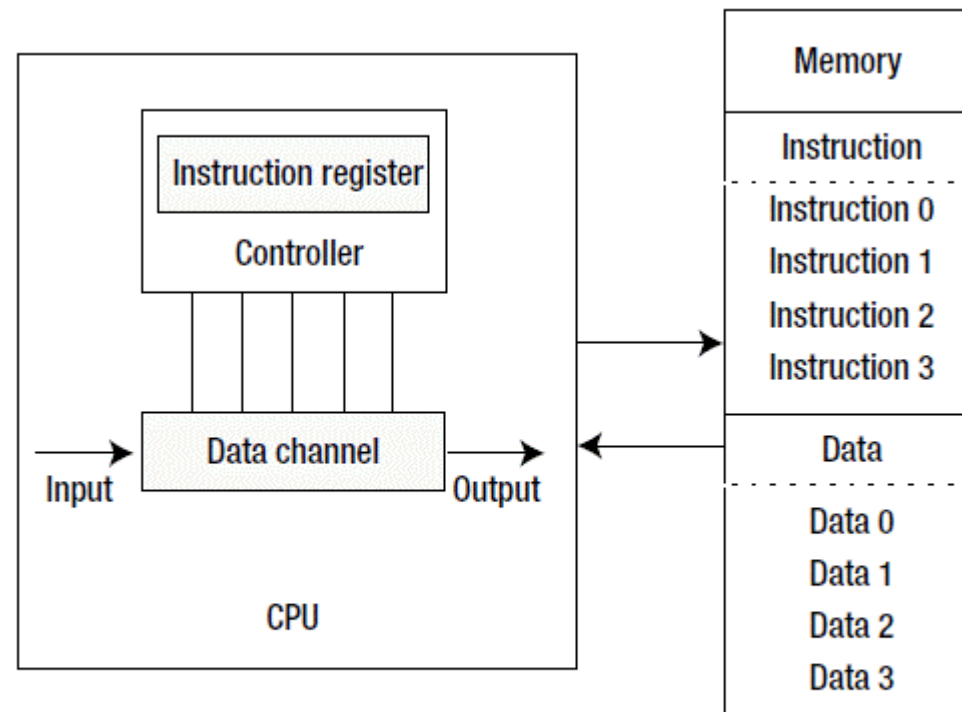 Instruction register
Controller
Data channel
Input
Output
CPU
Memory
Instruction
Instruction 0
Instruction 1
Instruction 2
Instruction 3
Data
Data 0
Data 1
Data 2
Data 3